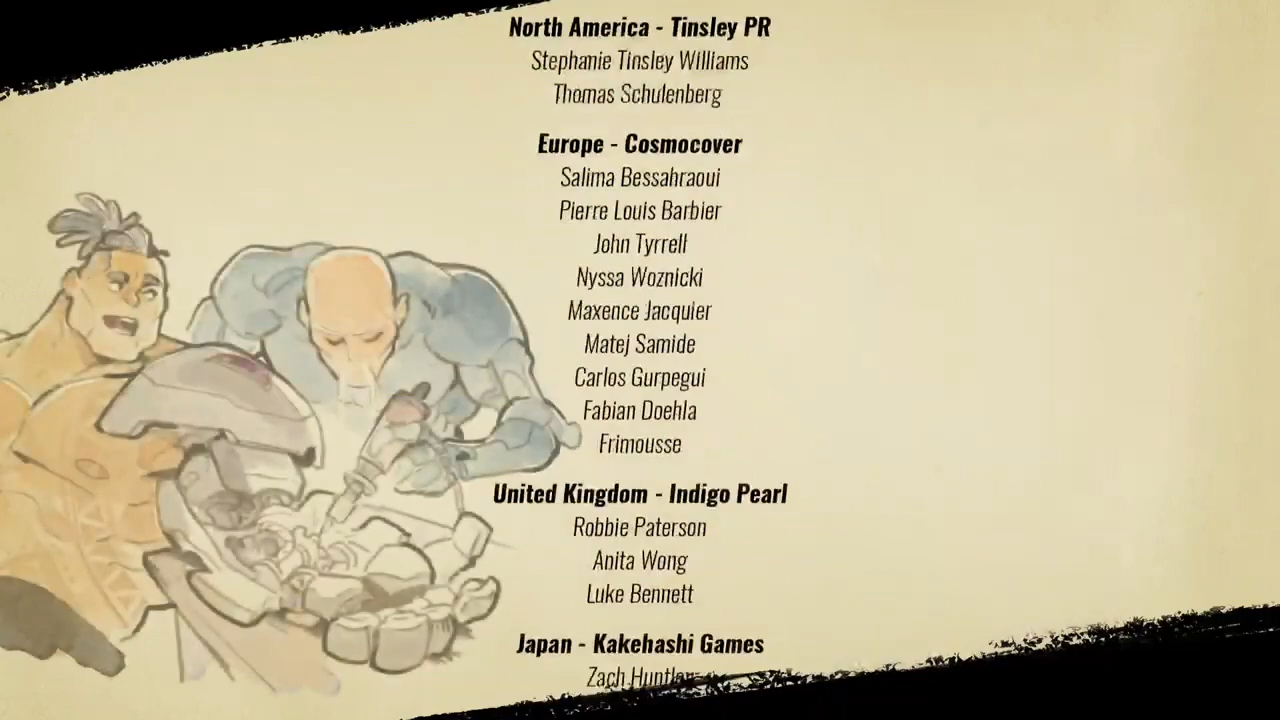 North America - Tinsley PR
Stephanie Tinsley Williams
Thomas Schulenberg
Europe - Cosmocover
Salima Bessahraoui
Pierre Louis Barbier
John Tyrrell
Nyssa Woznicki
Maxence Jacquier
Matej Samide
Carlos Gurpegui
Fabian Doehla
Frimousse
United Kingdom - Indigo Pearl
Robbie Paterson
Anita Wong
Luke Bennett
Japan - Kakehashi Games
Zach